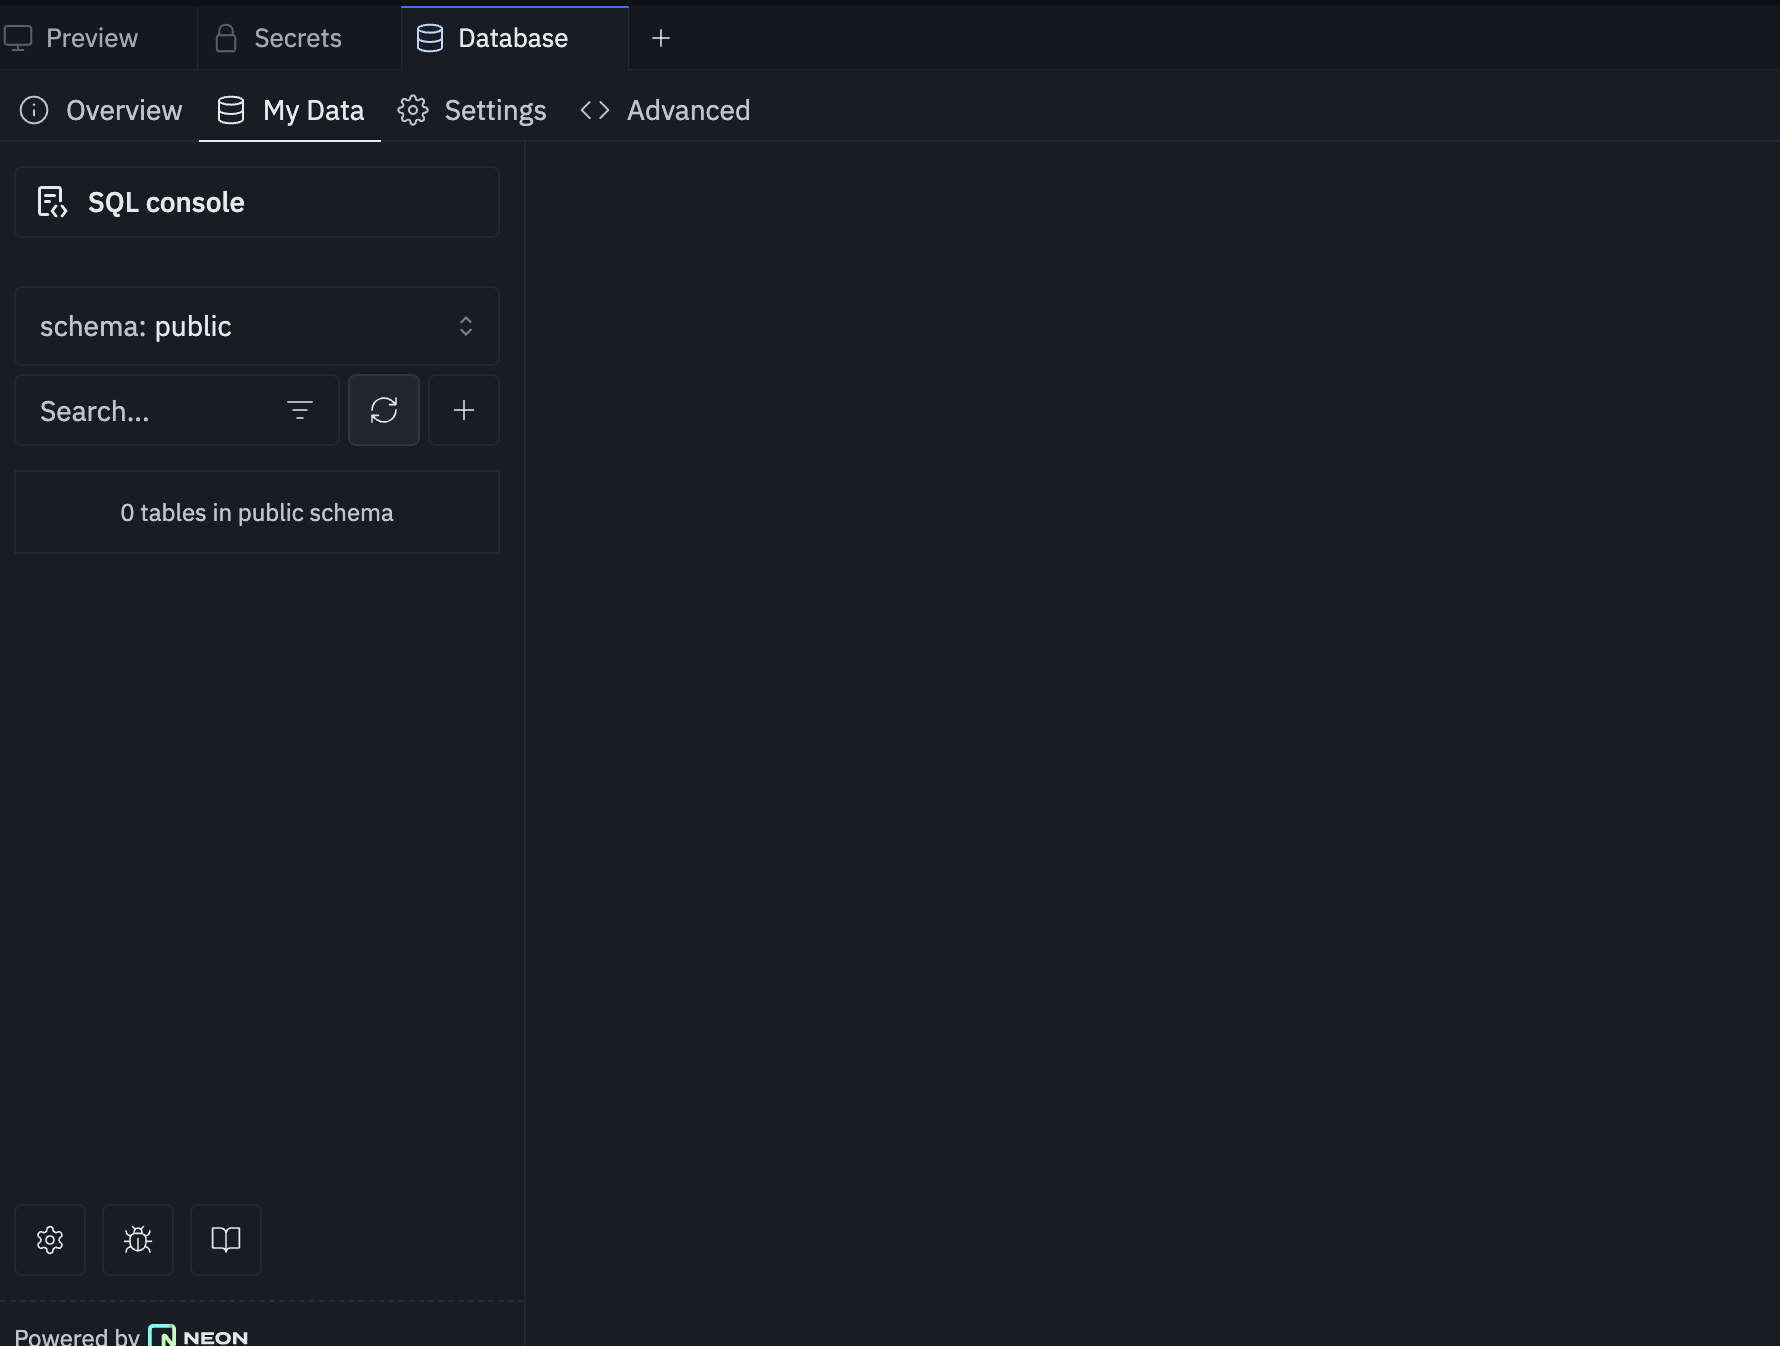 Preview
Secrets
Database
Overview
My Data
Settings
Advanced
SQL console
schema: public
Search...
0 tables in public schema
Powered by NEON